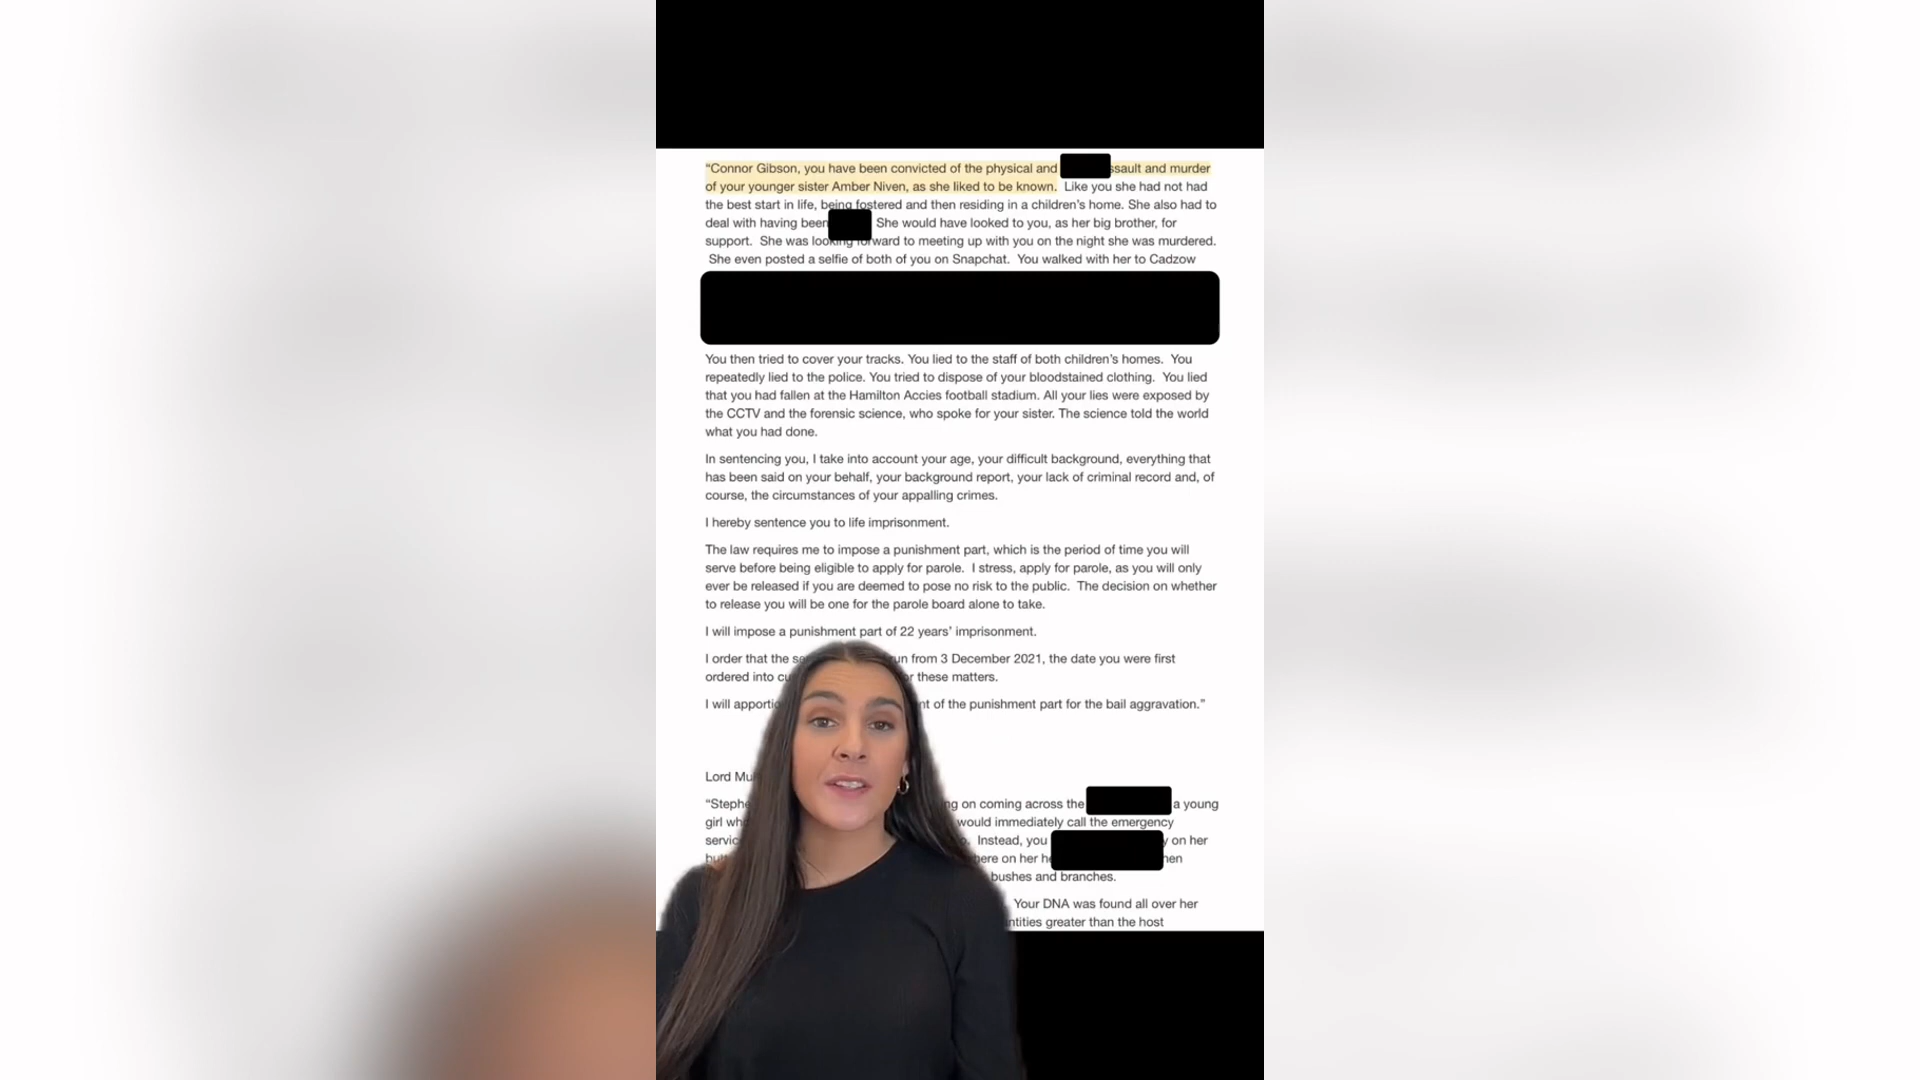 “Connor Gibson, you have been convicted of the physical and ssault and murder
of your younger sister Amber Niven, as she liked to be known.  Like you she had not had
the best start in life, being fostered and then residing in a children’s home. She also had to
deal with having been She would have looked to you, as her big brother, for
support.  She was looking forward to meeting up with you on the night she was murdered.
She even posted a selfie of both of you on Snapchat.  You walked with her to Cadzow
You then tried to cover your tracks. You lied to the staff of both children’s homes.  You
repeatedly lied to the police. You tried to dispose of your bloodstained clothing.  You lied
that you had fallen at the Hamilton Accies football stadium. All your lies were exposed by
the CCTV and the forensic science, who spoke for your sister. The science told the world
what you had done.
In sentencing you, I take into account your age, your difficult background, everything that
has been said on your behalf, your background report, your lack of criminal record and, of
course, the circumstances of your appalling crimes.
I hereby sentence you to life imprisonment.
The law requires me to impose a punishment part, which is the period of time you will
serve before being eligible to apply for parole.  I stress, apply for parole, as you will only
ever be released if you are deemed to pose no risk to the public.  The decision on whether
to release you will be one for the parole board alone to take.
I will impose a punishment part of 22 years’ imprisonment.
I order that the un from 3 December 2021, the date you were first
ordered into these matters.
I will of the punishment part for the bail aggravation.”
Lord
on coming across the a young
girl would immediately call the emergency
Instead, you on her
on her
bushes and branches.
Your DNA was found all over her
greater than the host